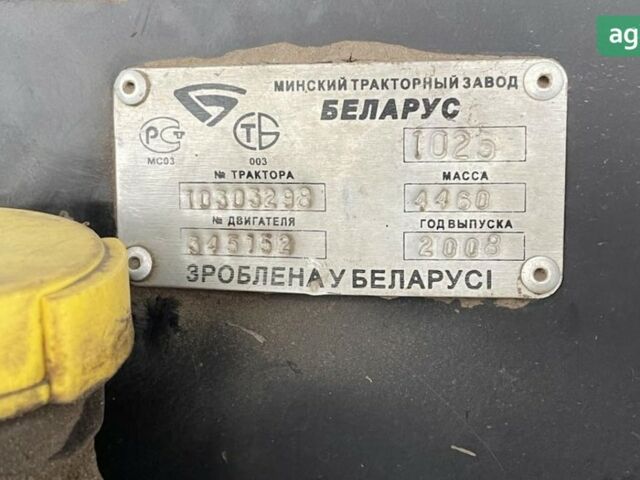 ag
МИНСКИЙ ТРАКТОРНЫЙ ЗАВОД
БЕЛАРУС
1025
МС03
003
№ ТРАКТОРА
МАССА
10303298
4460
№ ДВИГАТЕЛЯ
ГОД ВЫПУСКА
345152
2008
ЗРОБЛЕНА У БЕЛАРУСІ